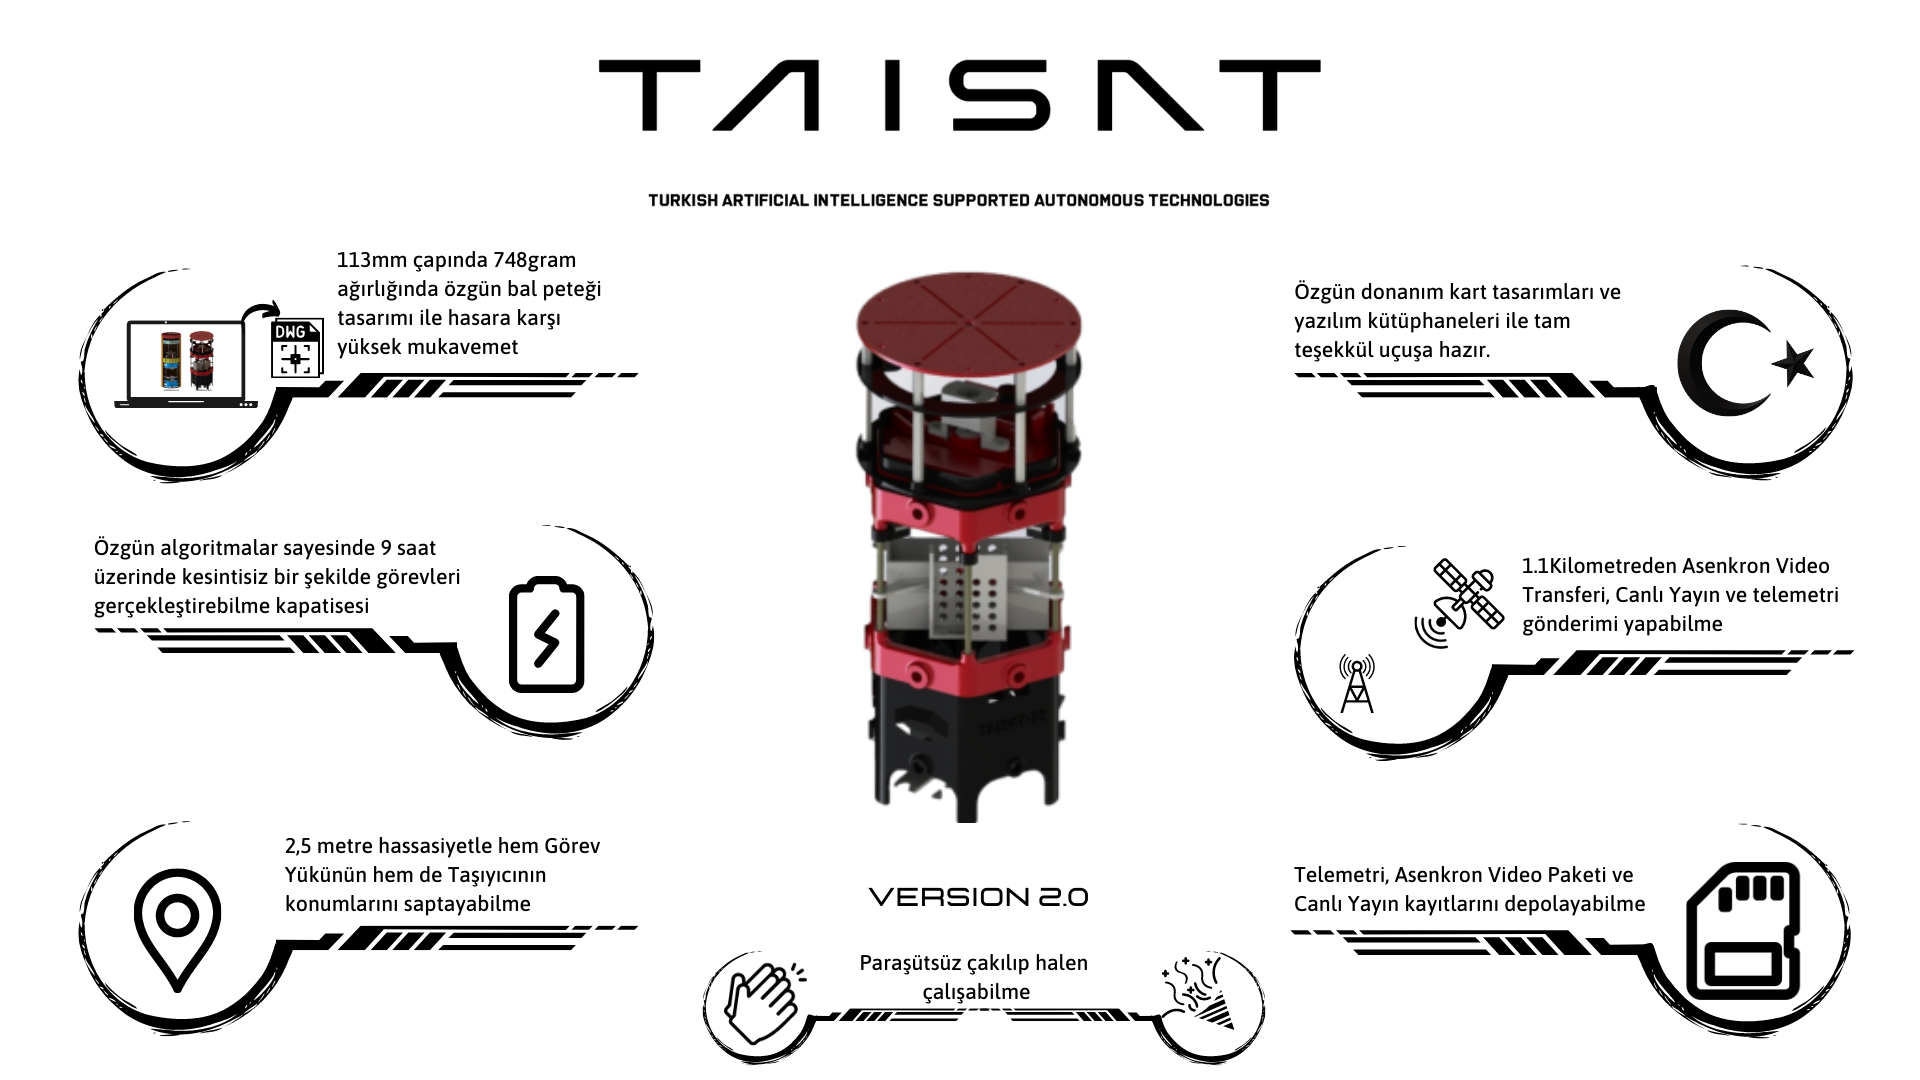 TAISAT
TURKISH ARTIFICIAL INTELLIGENCE SUPPORTED AUTONOMOUS TECHNOLOGIES
113mm çapında 748gram
ağırlığında özgün bal peteği
tasarımı ile hasara karşı
yüksek mukavemet
DWG
Özgün donanım kart tasarımları ve
yazılım kütüphaneleri ile tam
teşekkül uçuşa hazır.
Özgün algoritmalar sayesinde 9 saat
üzerinde kesintisiz bir şekilde görevleri
gerçekleştirebilme kapatisesi
1.1Kilometreden Asenkron Video
Transferi, Canlı Yayın ve telemetri
gönderimi yapabilme
2,5 metre hassasiyetle hem Görev
Yükünün hem de Taşıyıcının
konumlarını saptayabilme
Telemetri, Asenkron Video Paketi ve
Canlı Yayın kayıtlarını depolayabilme
VERSION 2.0
Paraşütsüz çakılıp halen
çalışabilme